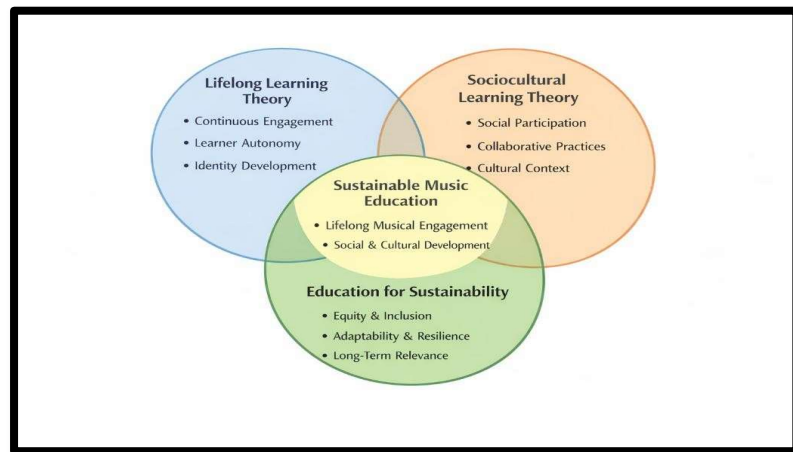 Lifelong Learning
Theory
• Continuous Engagement
• Learner Autonomy
• Identity Development
Sociocultural
Learning Theory
• Social Participation
• Collaborative Practices
• Cultural Context
Sustainable Music
Education
• Lifelong Musical Engagement
• Social & Cultural Development
Education for Sustainability
• Equity & Inclusion
• Adaptability & Resilience
• Long-Term Relevance